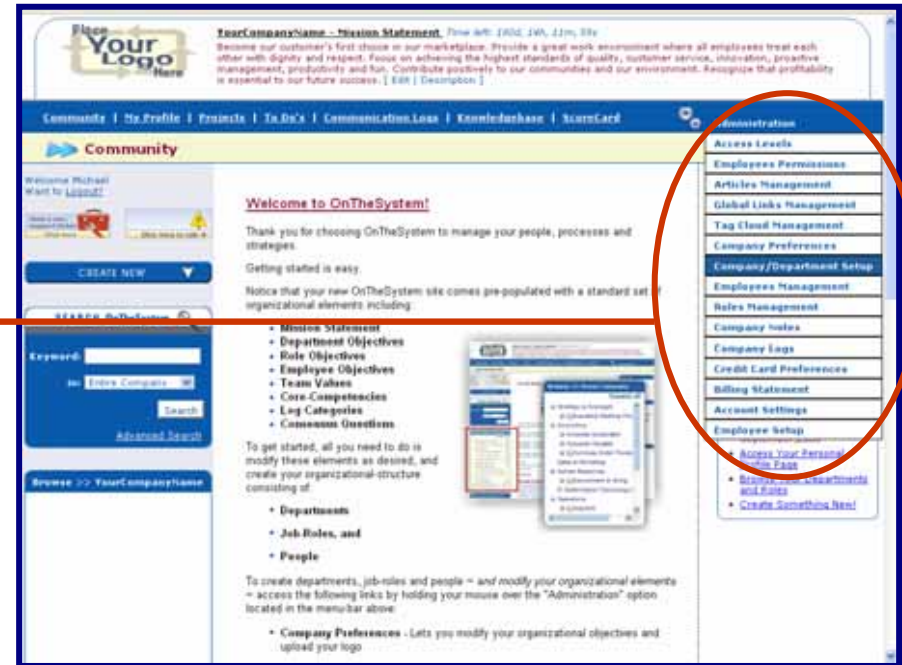 Place
Your
Logo
Here
YourCompanyName - Mission Statement
Become our customer's first choice in our marketplace. Provide a great work environment where all employees treat each
other with dignity and respect. Focus on achieving the highest standards of quality, customer service, innovation, proactive
management, productivity and fun. Contribute positively to our communities and our environment. Recognize that profitability
is essential to our future success. [ Edit | Description ]
Community | My Profile | Projects | To Do's | Communication Logs | Knowledgebase | ScoreCard
Administration
Access Levels
Employees Permissions
Articles Management
Global Links Management
Tag Cloud Management
Company Preferences
Company/Department Setup
Employees Management
Roles Management
Company Roles
Company Logs
Credit Card Preferences
Billing Statement
Account Settings
Employee Setup
Access Your Personal
Profile Page
Browse Your Departments
and Roles
Create Something New!
Community
Welcome Michael
Want to Logout?
CREATE NEW
SEARCH OnTheSystem
Keyword:
In: Entire Company
Search
Advanced Search
Browse >> YourCompanyName
Welcome to OnTheSystem!
Thank you for choosing OnTheSystem to manage your people, processes and
strategies.
Getting started is easy.
Notice that your new OnTheSystem site comes pre-populated with a standard set of
organizational elements including:
• Mission Statement
• Department Objectives
• Role Objectives
• Employee Objectives
• Team Values
• Core-Competencies
• Log Categories
• Consensus Questions
To get started, all you need to do is
modify these elements as desired, and
create your organizational-structure
consisting of:
• Departments
• Job-Roles, and
• People
To create departments, job-roles and people ~ and modify your organizational elements
~ access the following links by holding your mouse over the "Administration" option
located in the menu-bar above:
• Company Preferences - Lets you modify your organizational objectives and
upload your logo